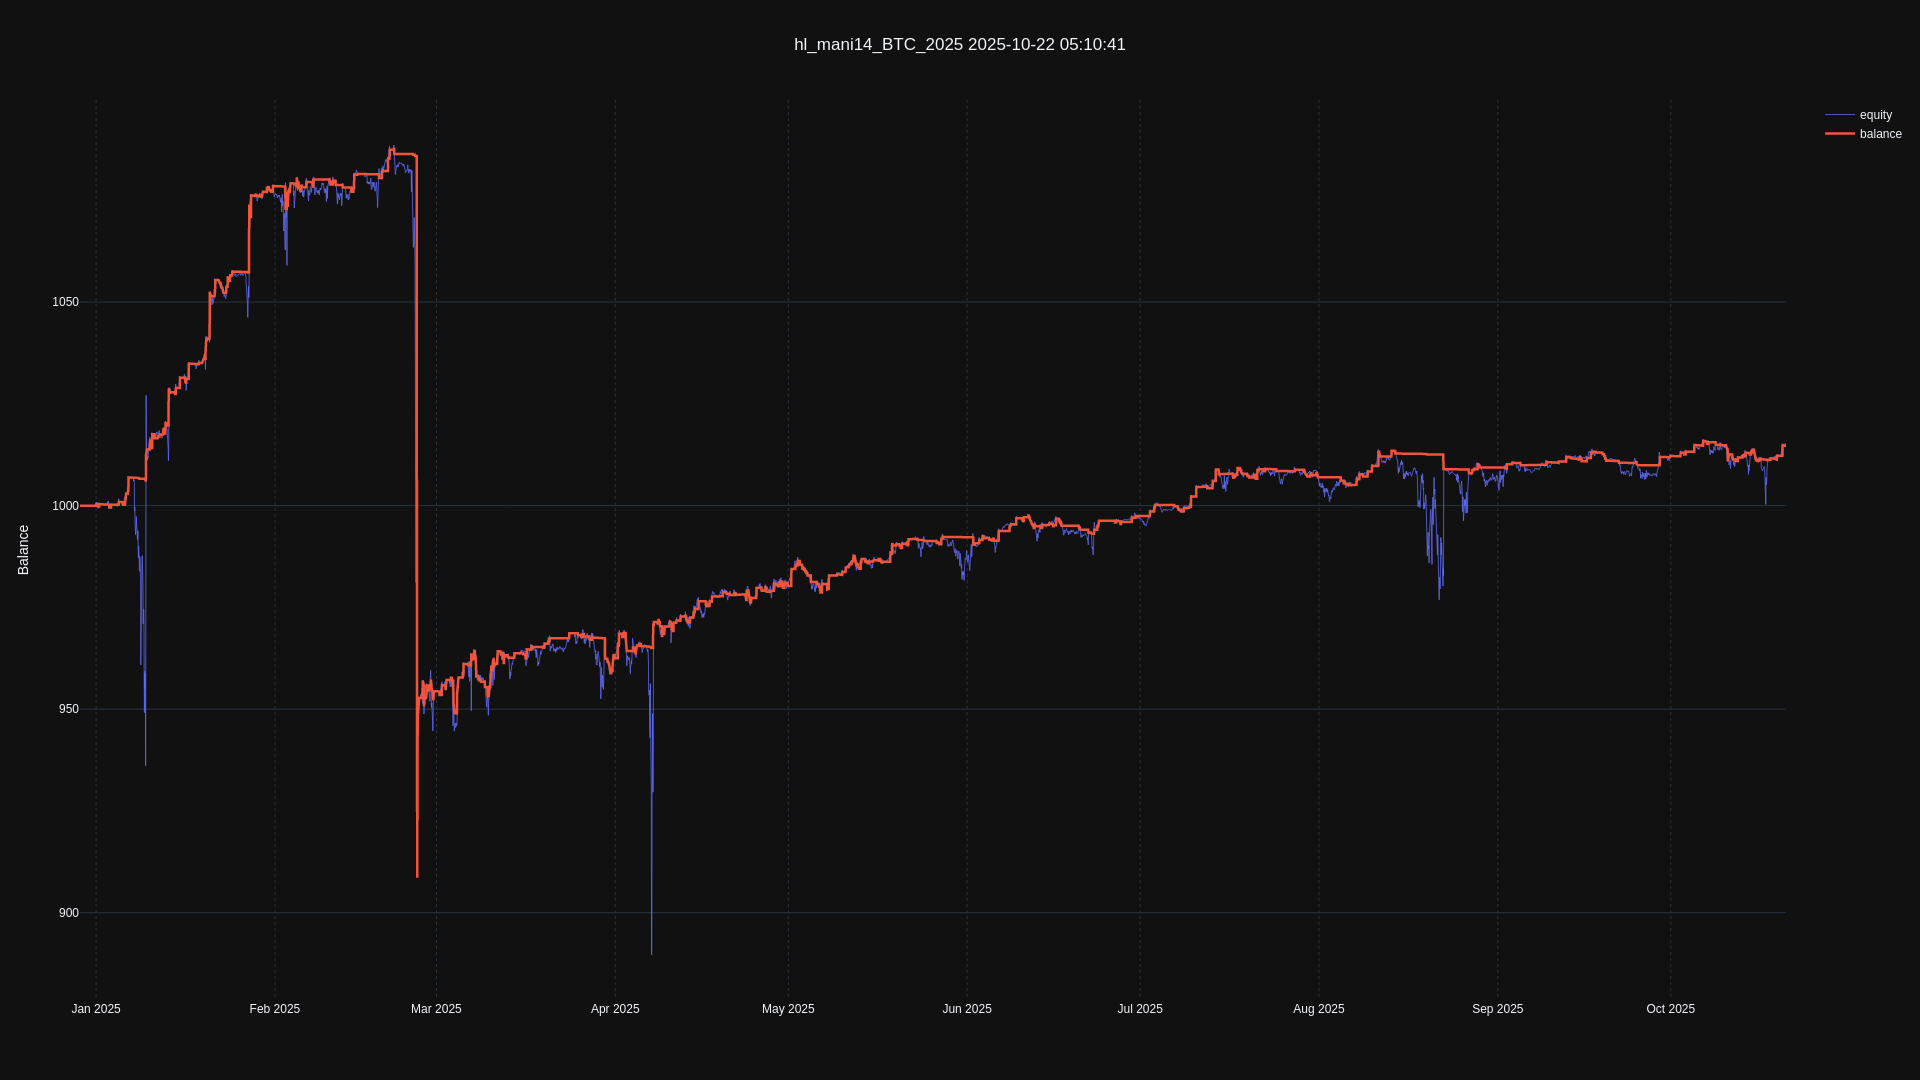 hl_mani14_BTC_2025 2025-10-22 05:10:41
equity
balance
Balance
1050
1000
950
900
Jan 2025
Feb 2025
Mar 2025
Apr 2025
May 2025
Jun 2025
Jul 2025
Aug 2025
Sep 2025
Oct 2025